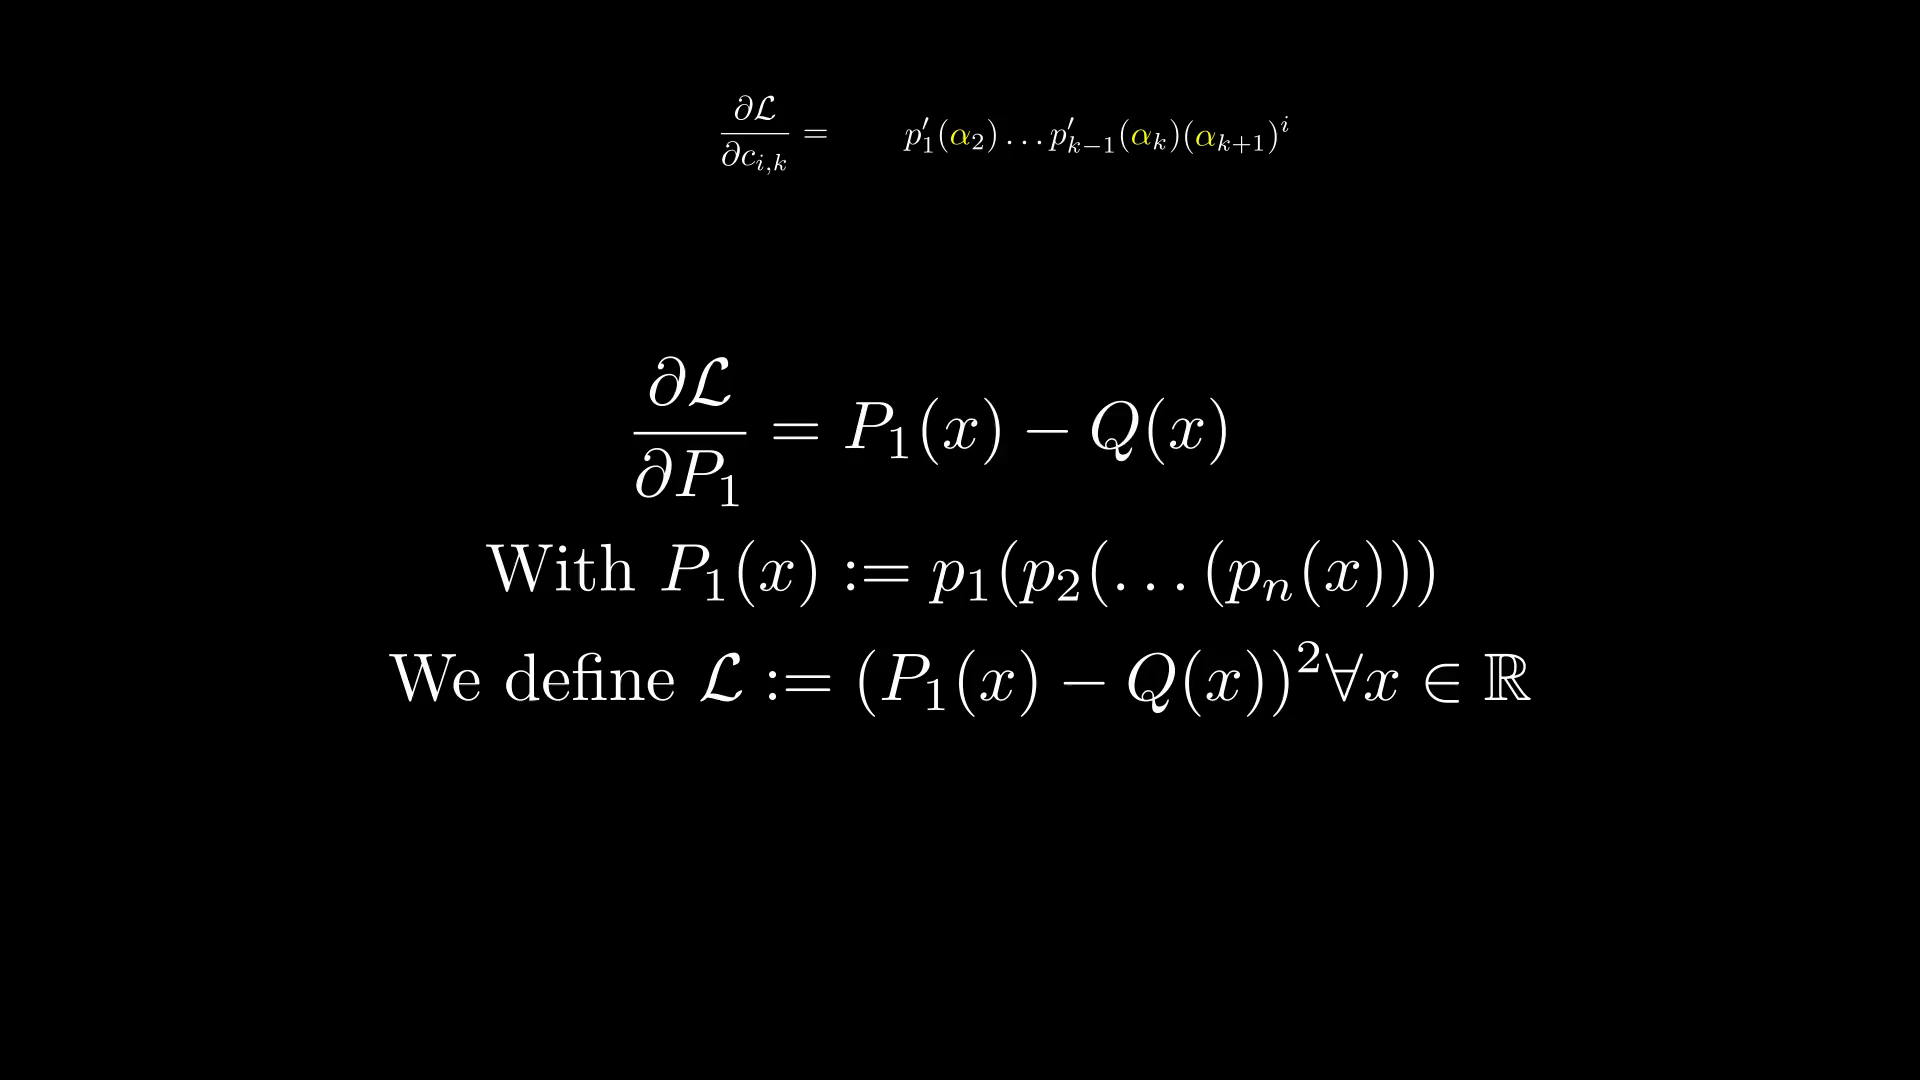 ∂ℒ/∂c_{i,k} = p′_1(α_2) … p′_{k−1}(α_k)(α_{k+1})^i
∂ℒ/∂P_1 = P_1(x) − Q(x)
With P_1(x) := p_1(p_2(…(p_n(x)))
We define ℒ := (P_1(x) − Q(x))^2 ∀x ∈ ℝ